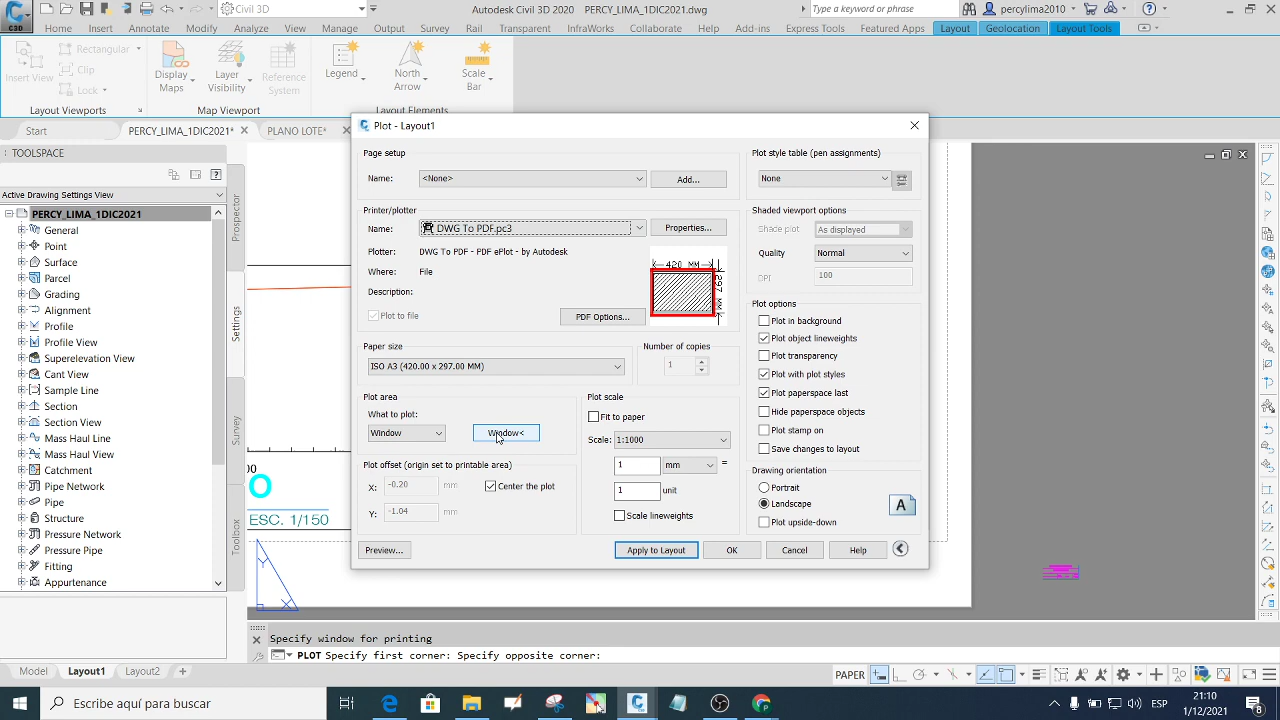 C3D
Civil 3D
Autodesk Civil 3D 2020 PERCY_LIMA_1DIC2021.dwg
Type a keyword or phrase
percylima2010
Home Insert Annotate Modify Analyze View Manage Output Survey Rail Transparent InfraWorks Collaborate Help Add-ins Express Tools Featured Apps Layout Geolocation Layout Tools
Insert View
Rectangular
Clip
Lock
Display Maps
Layer Visibility
Reference System
Legend
North Arrow
Scale Bar
Layout Viewports
Map Viewport
Layout Elements
Start
PERCY_LIMA_1DIC2021*
PLANO LOTE*
TOOLSPACE
Active Drawing Settings View
PERCY_LIMA_1DIC2021
General
Point
Surface
Parcel
Grading
Alignment
Profile
Profile View
Superelevation View
Cant View
Sample Line
Section
Section View
Mass Haul Line
Mass Haul View
Catchment
Pipe Network
Pipe
Structure
Pressure Network
Pressure Pipe
Fitting
Appurtenance
Prospector
Settings
Survey
Toolbox
00
O
ESC. 1/150
Y
X
Plot - Layout1
Page setup
Name: <None> Add...
Printer/plotter
Name: DWG To PDF.pc3 Properties...
Plotter: DWG To PDF - PDF ePlot - by Autodesk
Where: File
Description:
Plot to file
PDF Options...
420 MM
297 MM
Paper size
ISO A3 (420.00 x 297.00 MM)
Number of copies
1
Plot area
What to plot:
Window Window<
Plot offset (origin set to printable area)
X: -0.20 mm
Center the plot
Y: -1.04 mm
Plot scale
Fit to paper
Scale: 1:1000
1 mm =
1 unit
Scale lineweights
Plot style table (pen assignments)
None
Shaded viewport options
Shade plot As displayed
Quality Normal
DPI 100
Plot options
Plot in background
Plot object lineweights
Plot transparency
Plot with plot styles
Plot paperspace last
Hide paperspace objects
Plot stamp on
Save changes to layout
Drawing orientation
Portrait
Landscape
Plot upside-down
A
Preview... Apply to Layout OK Cancel Help
Specify window for printing
PLOT Specify first corner: Specify opposite corner:
Model Layout1 Layout2
PAPER
Escribe aquí para buscar
ESP
21:10
1/12/2021
8